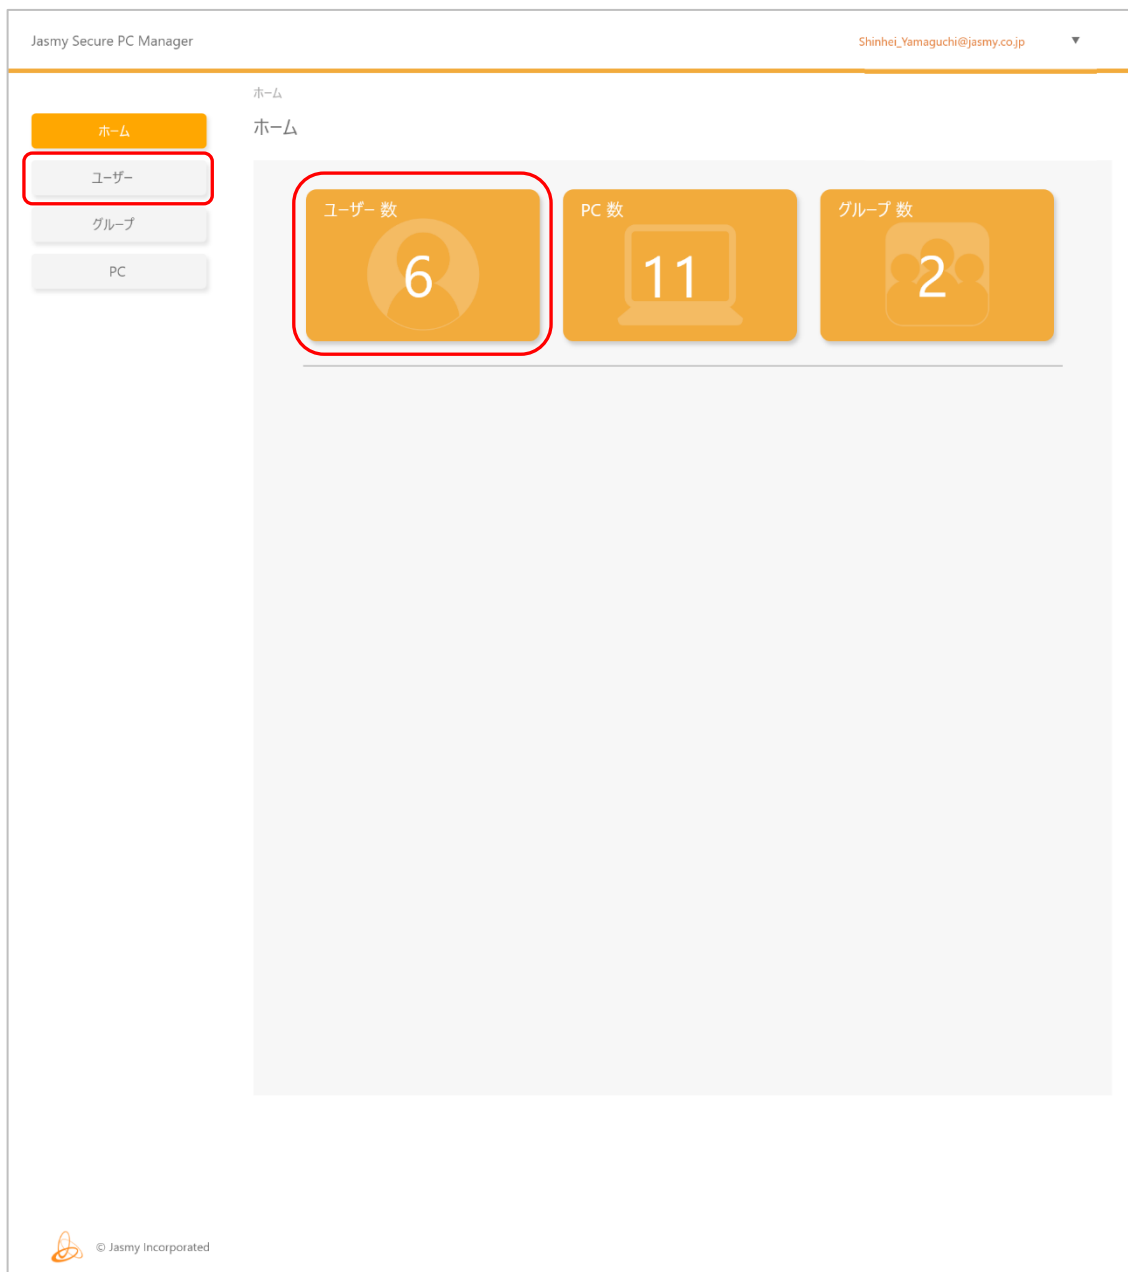 Jasmy Secure PC Manager
Shinhei_Yamaguchi@jasmy.co.jp ▼
ホーム
ホーム
ホーム
ユーザー
グループ
PC
ユーザー 数
6
PC 数
11
グループ 数
2
© Jasmy Incorporated